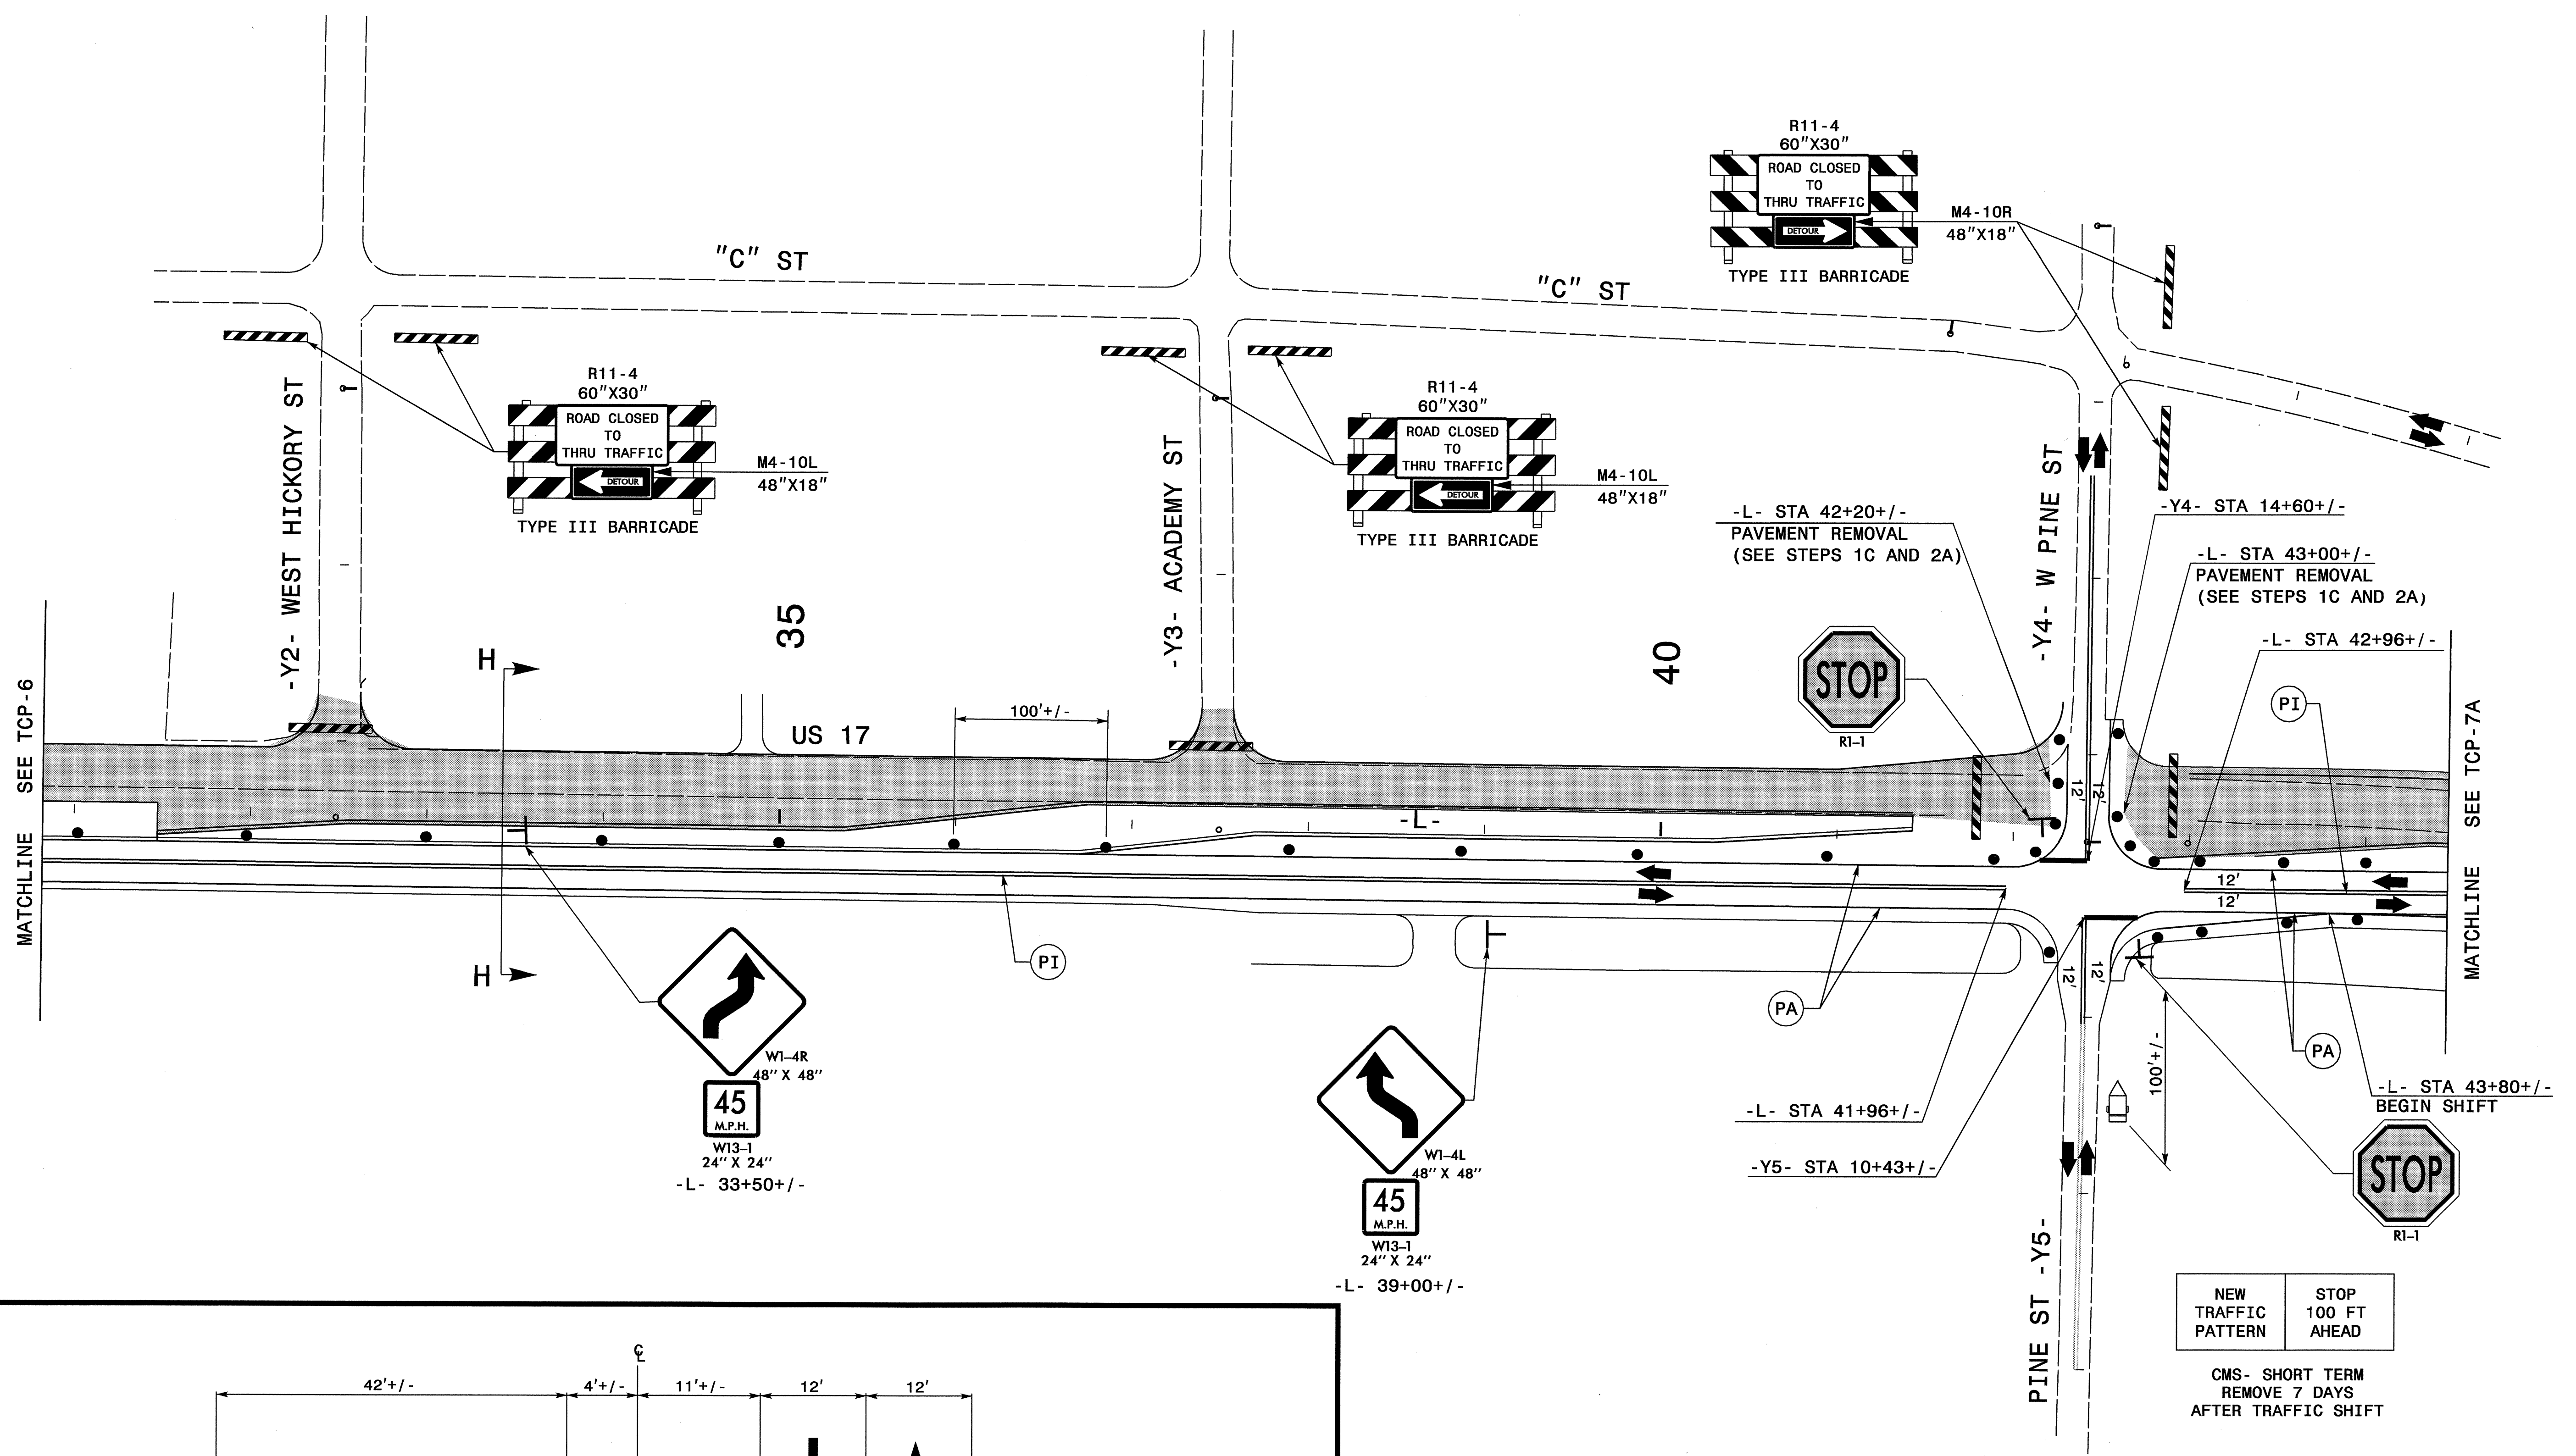 R11-4
60"X30"
ROAD CLOSED
TO
THRU TRAFFIC
DETOUR
TYPE III BARRICADE
M4-10R
48"X18"
"C" ST
"C" ST
R11-4
60"X30"
ROAD CLOSED
TO
THRU TRAFFIC
DETOUR
TYPE III BARRICADE
M4-10L
48"X18"
R11-4
60"X30"
ROAD CLOSED
TO
THRU TRAFFIC
DETOUR
TYPE III BARRICADE
M4-10L
48"X18"
-Y2- WEST HICKORY ST
-Y3- ACADEMY ST
-Y4- W PINE ST
-L- STA 42+20+/-
PAVEMENT REMOVAL
(SEE STEPS 1C AND 2A)
-Y4- STA 14+60+/-
-L- STA 43+00+/-
PAVEMENT REMOVAL
(SEE STEPS 1C AND 2A)
-L- STA 42+96+/-
35
40
H
STOP
R1-1
PI
MATCHLINE SEE TCP-6
MATCHLINE SEE TCP-7A
US 17
100'+/-
12'
12'
-L-
12'
12'
H
PI
12'
12'
PA
PA
100'+/-
W1-4R
48" X 48"
45
M.P.H.
W13-1
24" X 24"
-L- 33+50+/-
W1-4L
48" X 48"
45
M.P.H.
W13-1
24" X 24"
-L- 39+00+/-
-L- STA 41+96+/-
-Y5- STA 10+43+/-
-L- STA 43+80+/-
BEGIN SHIFT
STOP
R1-1
PINE ST -Y5-
NEW
TRAFFIC
PATTERN
STOP
100 FT
AHEAD
CMS- SHORT TERM
REMOVE 7 DAYS
AFTER TRAFFIC SHIFT
CL
42'+/-
4'+/-
11'+/-
12'
12'